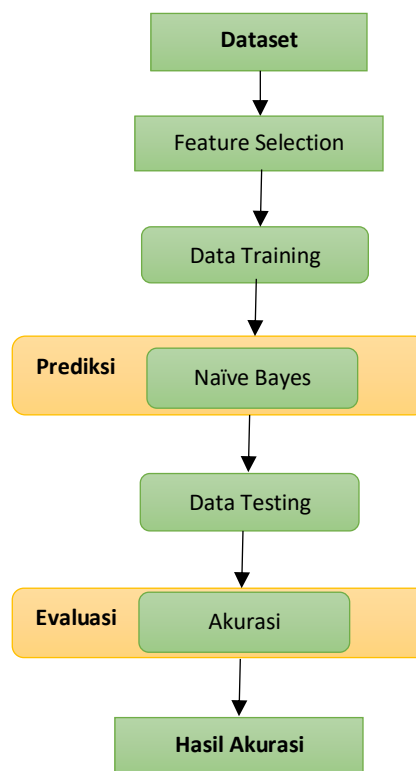 Dataset
Feature Selection
Data Training
Prediksi
Naïve Bayes
Data Testing
Evaluasi
Akurasi
Hasil Akurasi